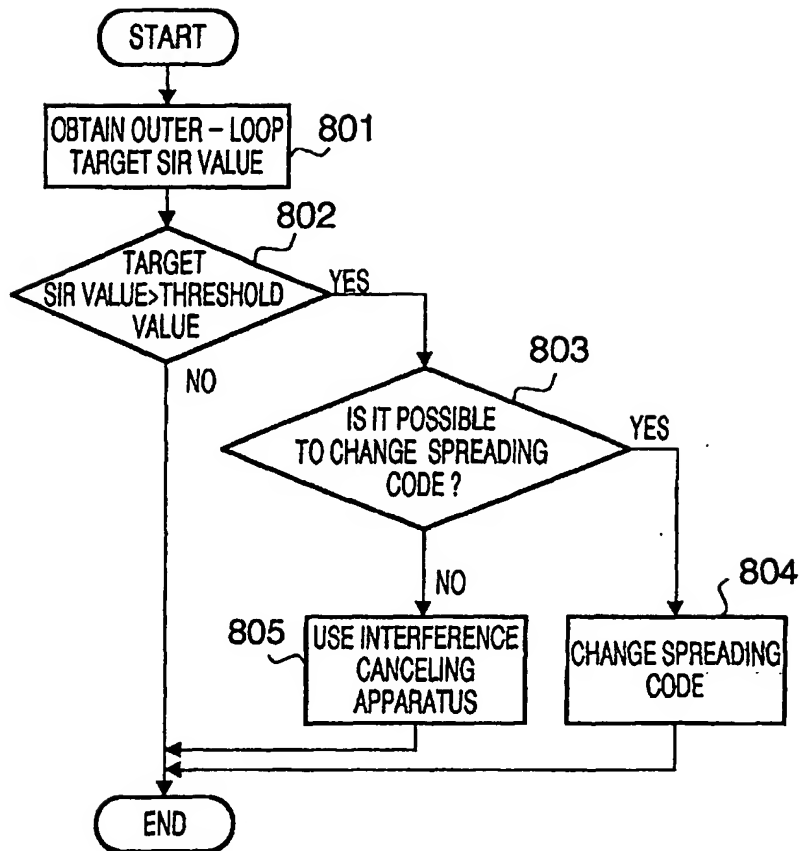 START
OBTAIN OUTER – LOOP
TARGET SIR VALUE
801
802
TARGET
SIR VALUE>THRESHOLD
VALUE
YES
NO
803
IS IT POSSIBLE
TO CHANGE SPREADING
CODE ?
YES
NO
804
805
USE INTERFERENCE
CANCELING
APPARATUS
CHANGE SPREADING
CODE
END